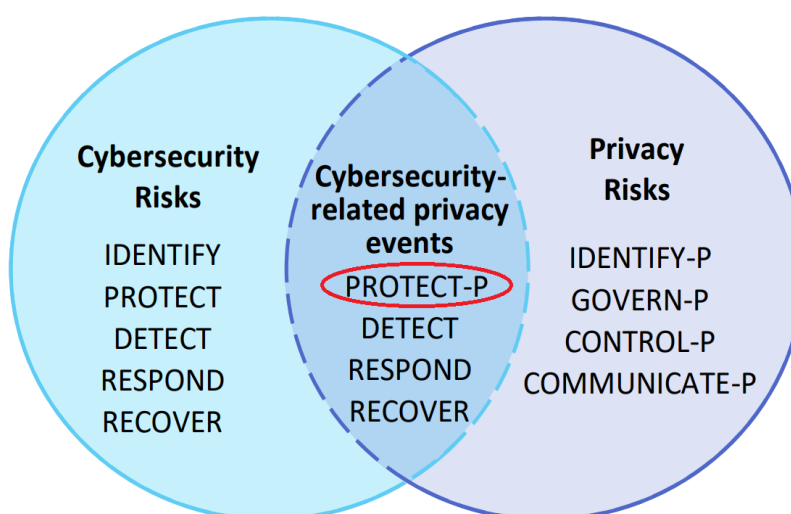 Cybersecurity
Risks
IDENTIFY
PROTECT
DETECT
RESPOND
RECOVER
Cybersecurity-
related privacy
events
PROTECT-P
DETECT
RESPOND
RECOVER
Privacy
Risks
IDENTIFY-P
GOVERN-P
CONTROL-P
COMMUNICATE-P